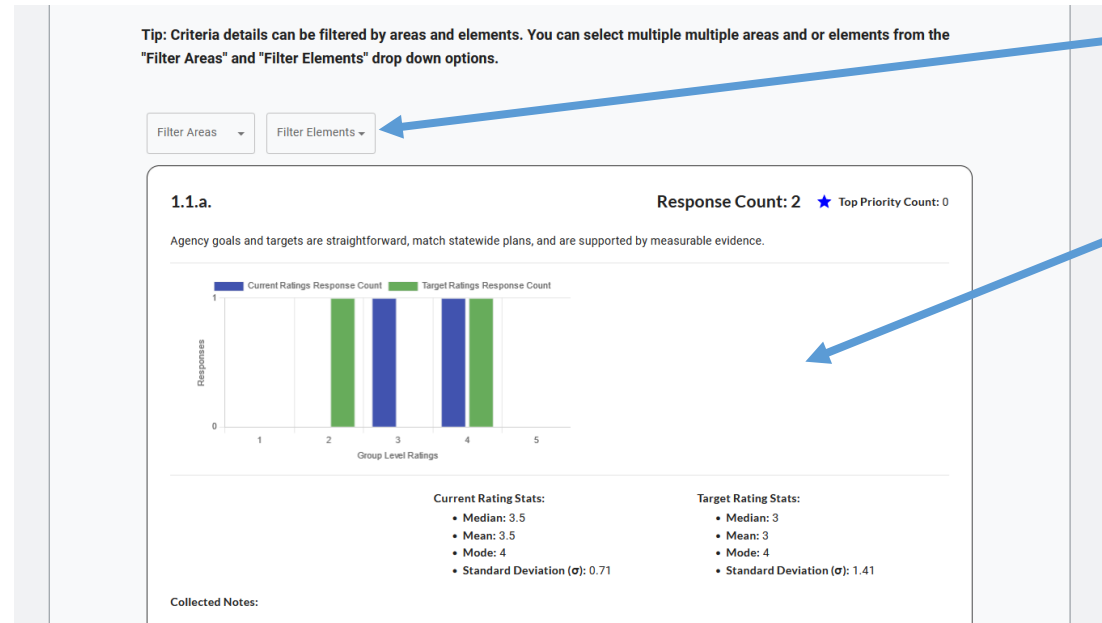 Tip: Criteria details can be filtered by areas and elements. You can select multiple multiple areas and or elements from the
"Filter Areas" and "Filter Elements" drop down options.
Filter Areas
Filter Elements
1.1.a.
Response Count: 2 Top Priority Count: 0
Agency goals and targets are straightforward, match statewide plans, and are supported by measurable evidence.
Current Ratings Response Count Target Ratings Response Count
1
Responses
0
1 2 3 4 5
Group Level Ratings
Current Rating Stats:
• Median: 3.5
• Mean: 3.5
• Mode: 4
• Standard Deviation (σ): 0.71
Target Rating Stats:
• Median: 3
• Mean: 3
• Mode: 4
• Standard Deviation (σ): 1.41
Collected Notes: